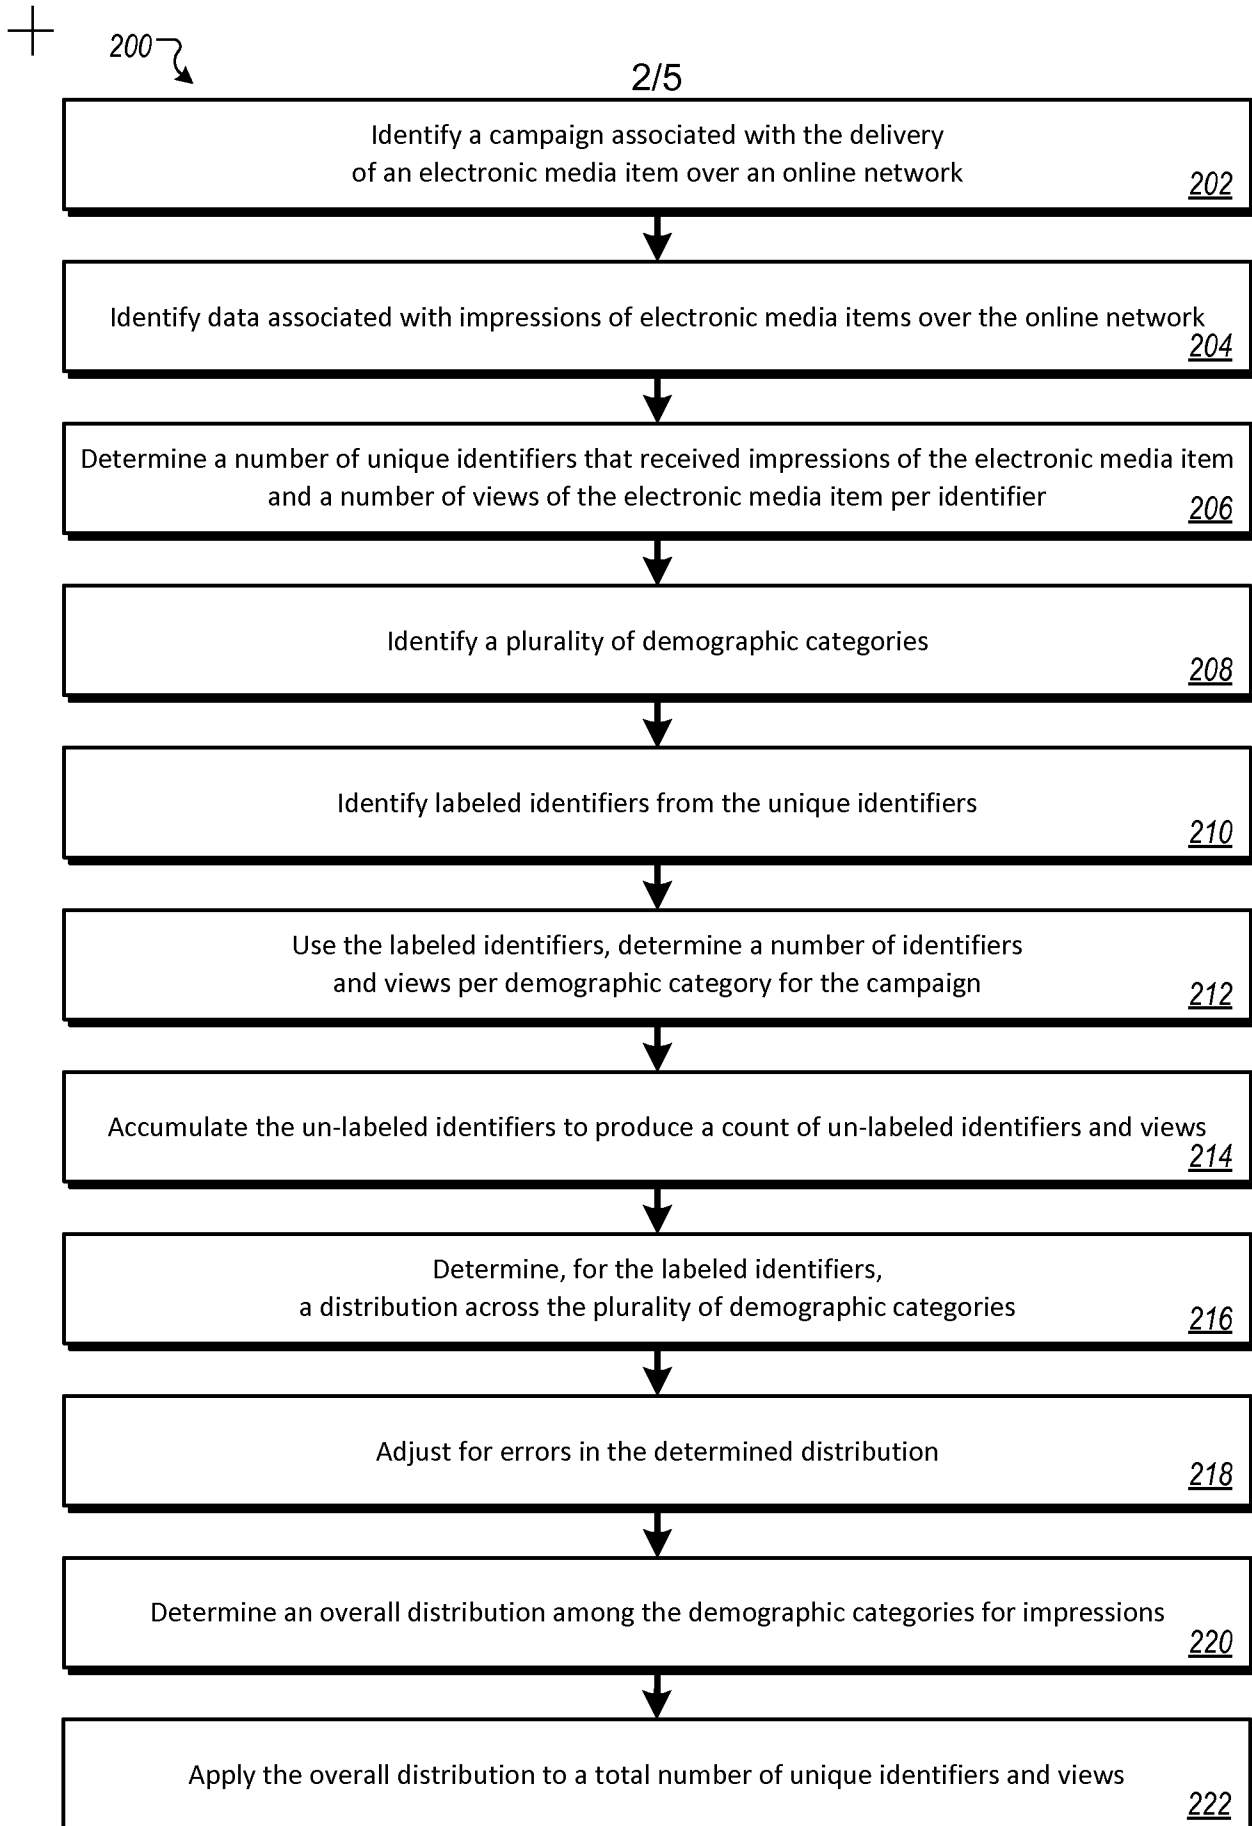 200
2/5
Identify a campaign associated with the delivery
of an electronic media item over an online network
202
Identify data associated with impressions of electronic media items over the online network
204
Determine a number of unique identifiers that received impressions of the electronic media item
and a number of views of the electronic media item per identifier
206
Identify a plurality of demographic categories
208
Identify labeled identifiers from the unique identifiers
210
Use the labeled identifiers, determine a number of identifiers
and views per demographic category for the campaign
212
Accumulate the un-labeled identifiers to produce a count of un-labeled identifiers and views
214
Determine, for the labeled identifiers,
a distribution across the plurality of demographic categories
216
Adjust for errors in the determined distribution
218
Determine an overall distribution among the demographic categories for impressions
220
Apply the overall distribution to a total number of unique identifiers and views
222